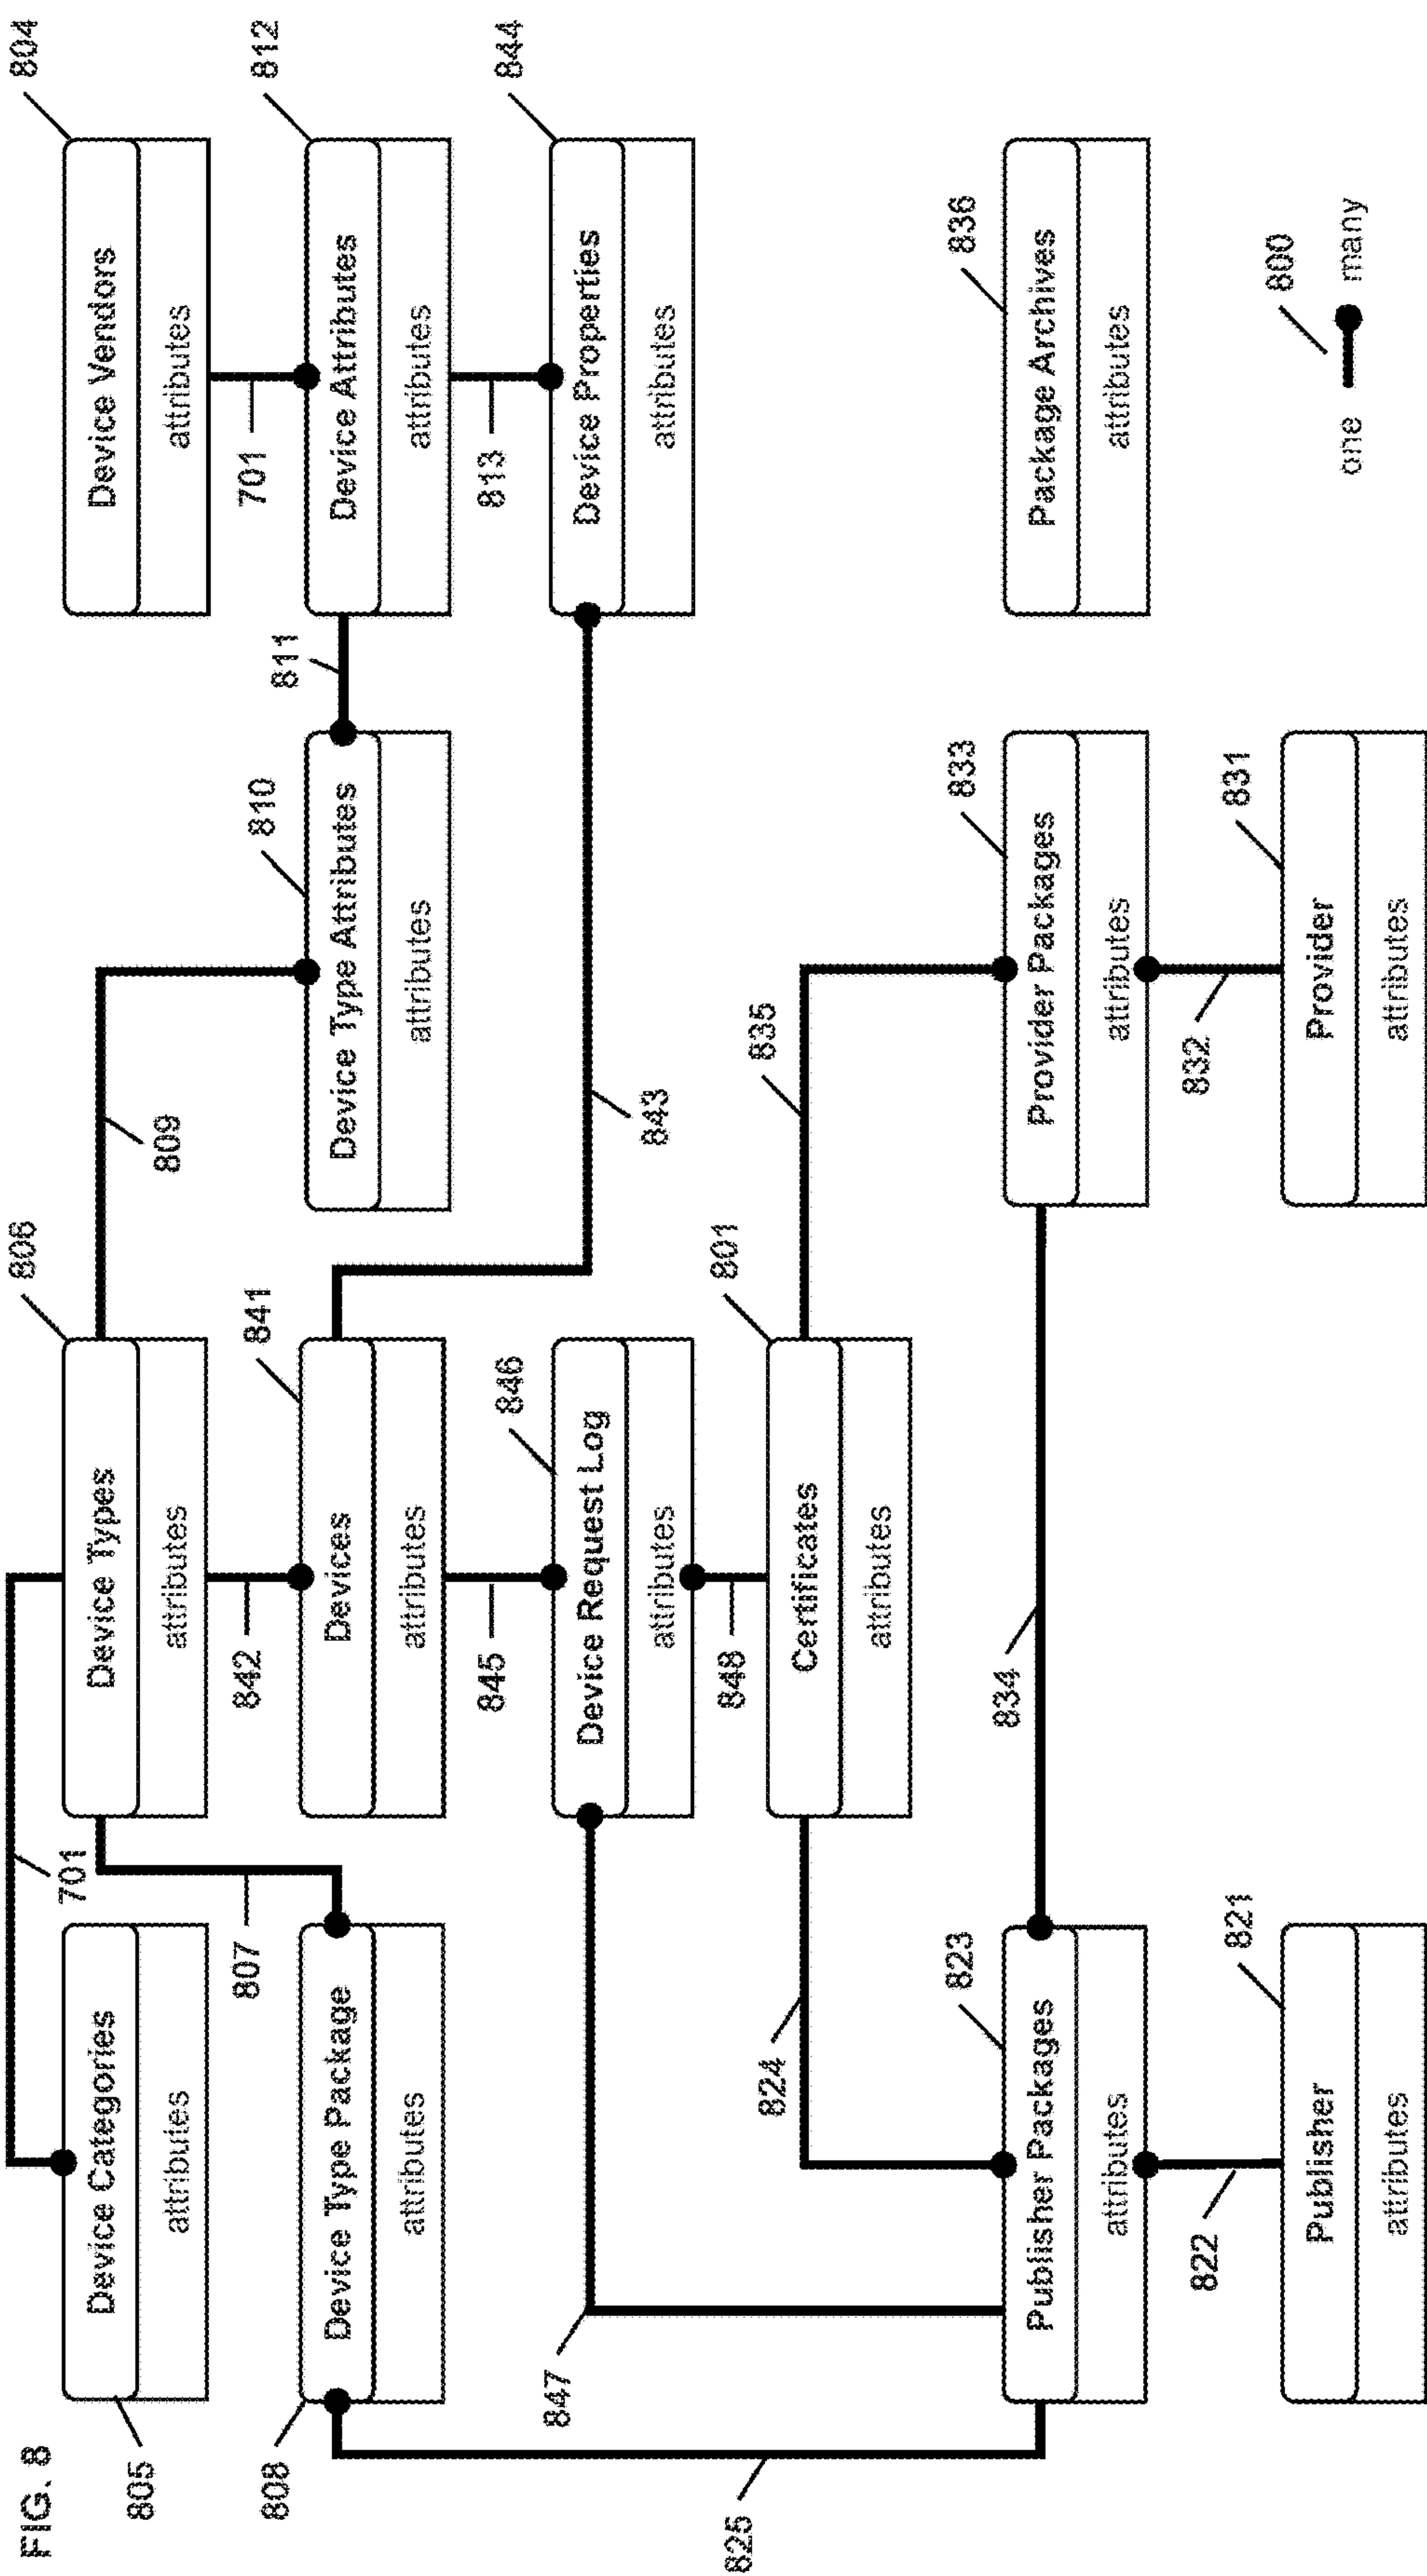 FIG. 8
701
806
804
805
Device Categories
attributes
Device Types
attributes
809
Device Vendors
attributes
807
842
841
810
811
701
812
808
Device Type Package
attributes
Devices
attributes
Device Type Attributes
attributes
Device Attributes
attributes
845
846
813
844
847
Device Request Log
attributes
843
Device Properties
attributes
848
801
825
824
Certificates
attributes
835
823
834
833
836
Publisher Packages
attributes
Provider Packages
attributes
Package Archives
attributes
822
821
832
831
800
Publisher
attributes
Provider
attributes
one
many